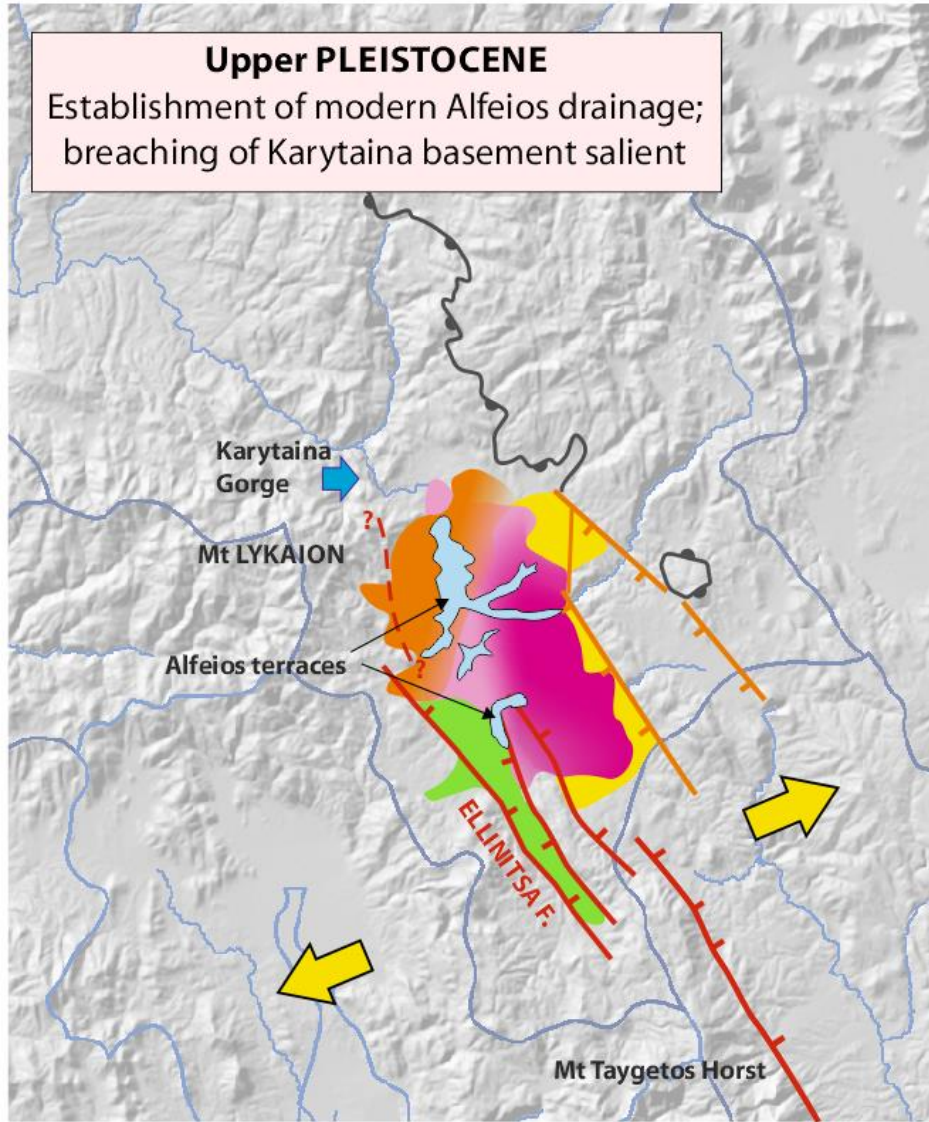 Upper PLEISTOCENE
Establishment of modern Alfeios drainage;
breaching of Karytaina basement salient
Karytaina
Gorge
?
Mt LYKAION
Alfeios terraces
?
ELLINITSA F.
Mt Taygetos Horst